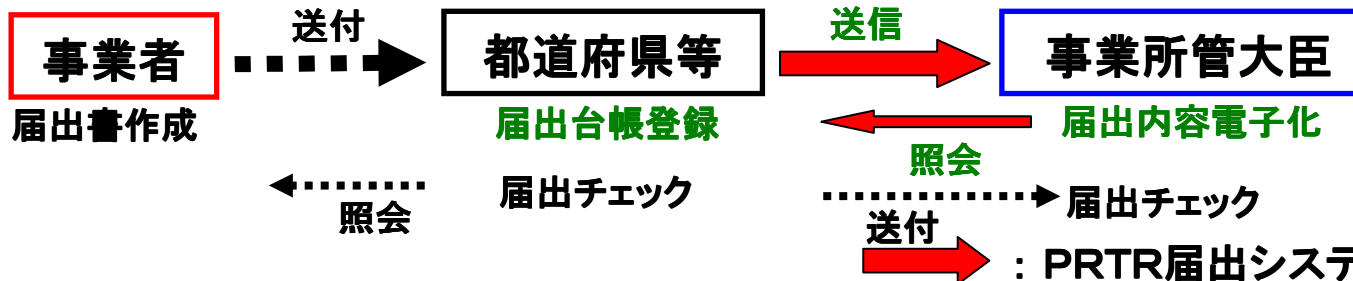 送付
送信
事業者
都道府県等
事業所管大臣
届出書作成
届出台帳登録
届出内容電子化
照会
届出チェック
届出チェック
照会
送付
：PRTR届出システ